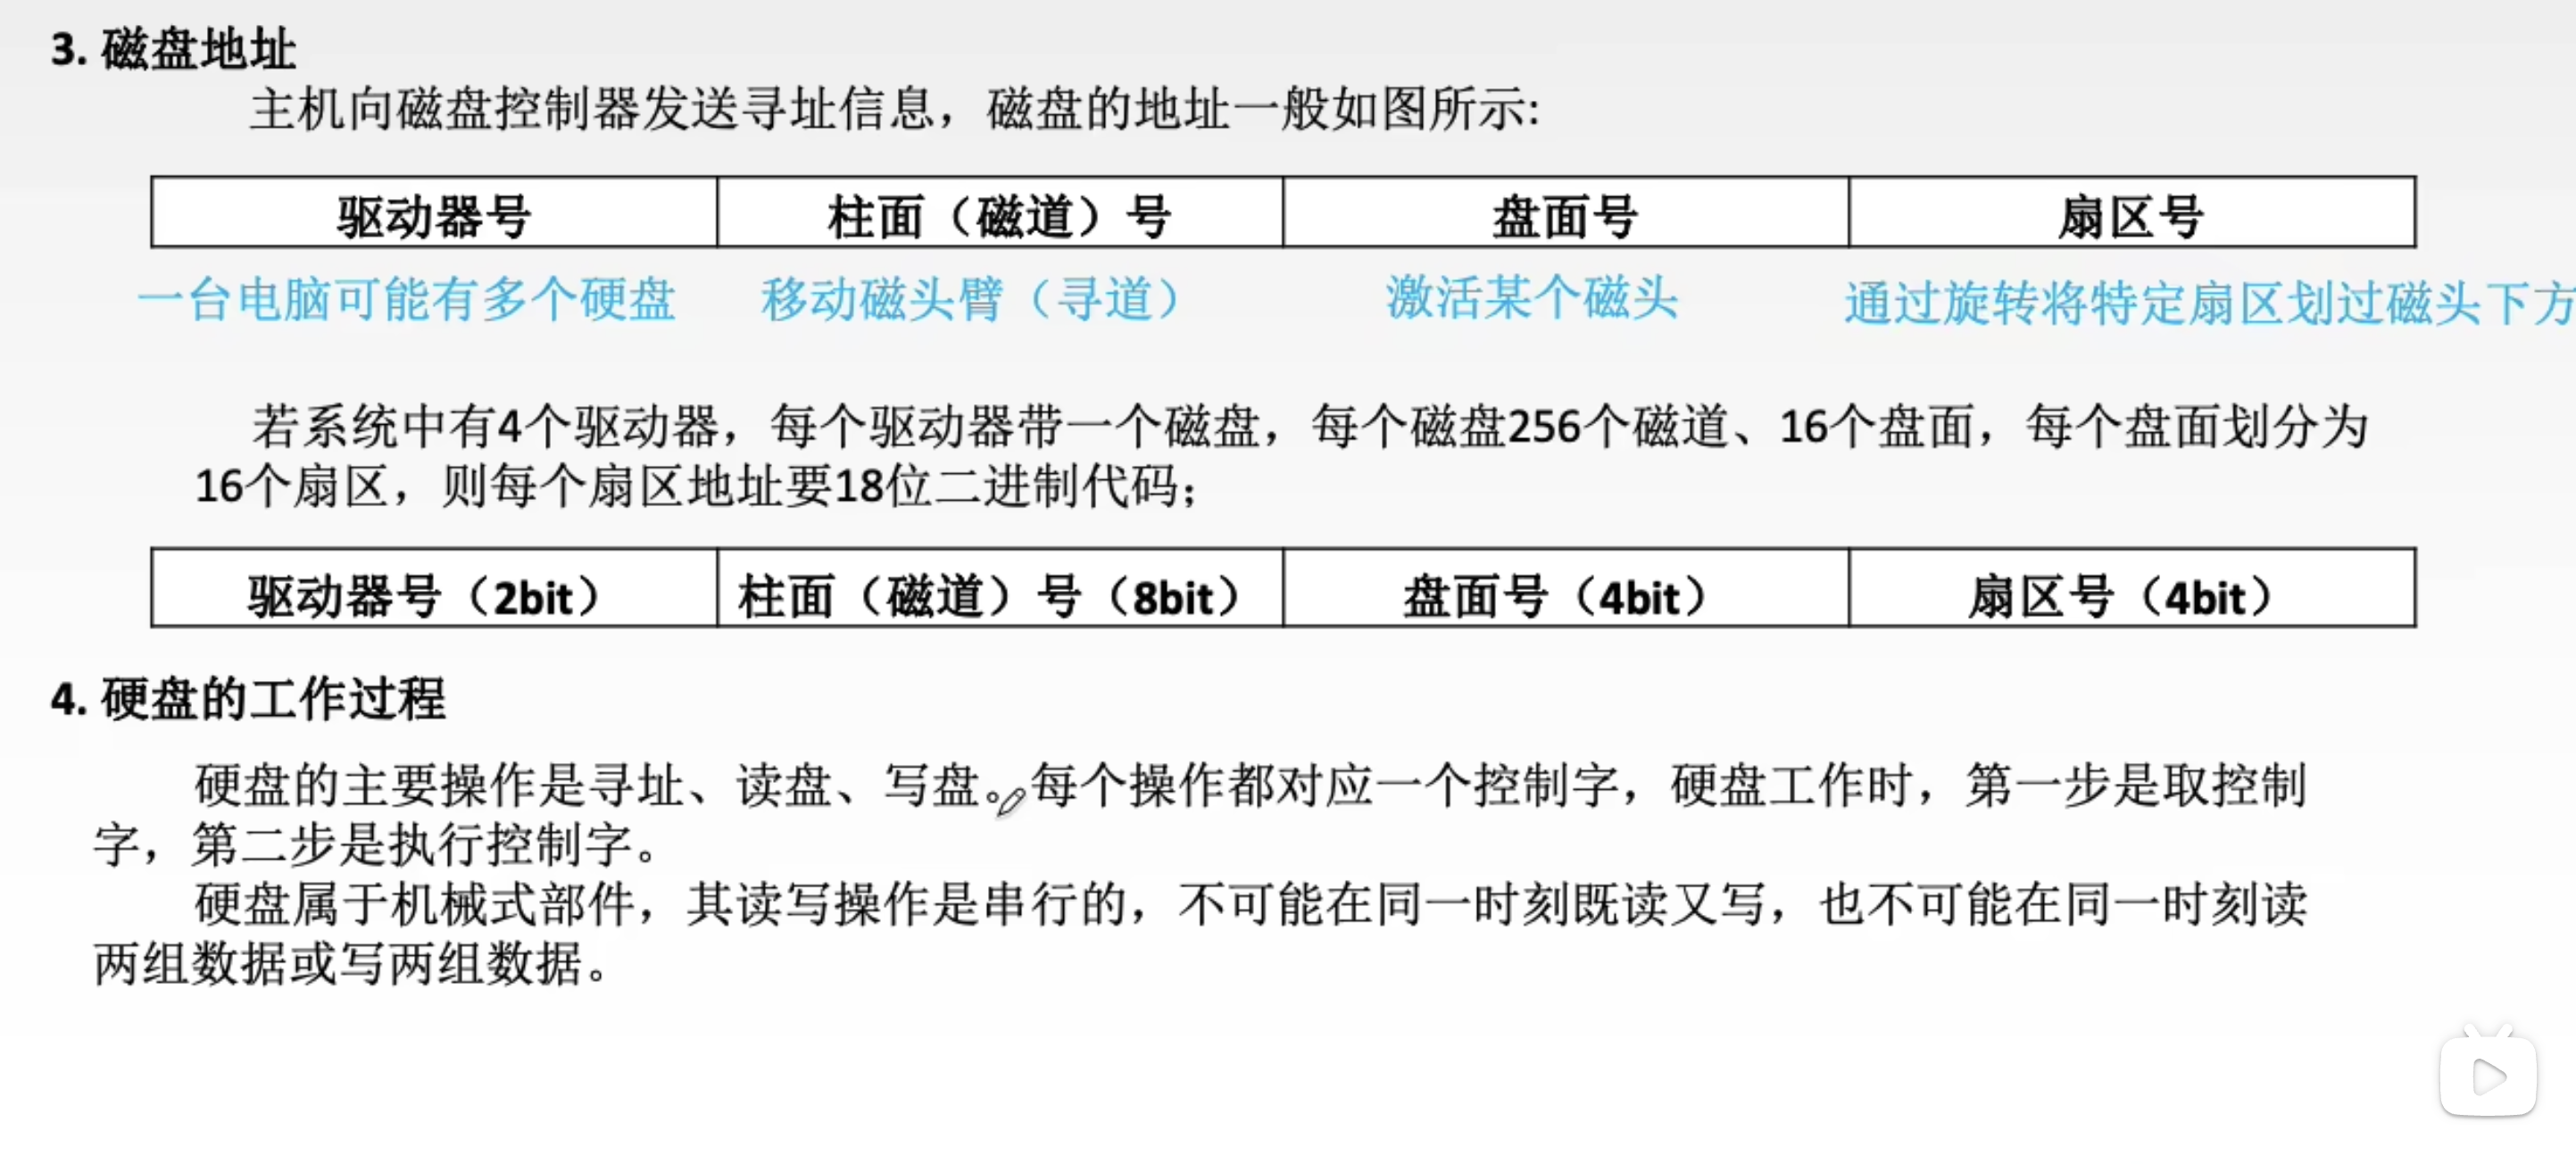 3. 磁盘地址
主机向磁盘控制器发送寻址信息，磁盘的地址一般如图所示:
驱动器号 柱面（磁道）号 盘面号 扇区号
一台电脑可能有多个硬盘 移动磁头臂（寻道） 激活某个磁头 通过旋转将特定扇区划过磁头下方
若系统中有4个驱动器，每个驱动器带一个磁盘，每个磁盘256个磁道、16个盘面，每个盘面划分为
16个扇区，则每个扇区地址要18位二进制代码；
驱动器号（2bit） 柱面（磁道）号（8bit） 盘面号（4bit） 扇区号（4bit）
4. 硬盘的工作过程
硬盘的主要操作是寻址、读盘、写盘。每个操作都对应一个控制字，硬盘工作时，第一步是取控制
字，第二步是执行控制字。
硬盘属于机械式部件，其读写操作是串行的，不可能在同一时刻既读又写，也不可能在同一时刻读
两组数据或写两组数据。